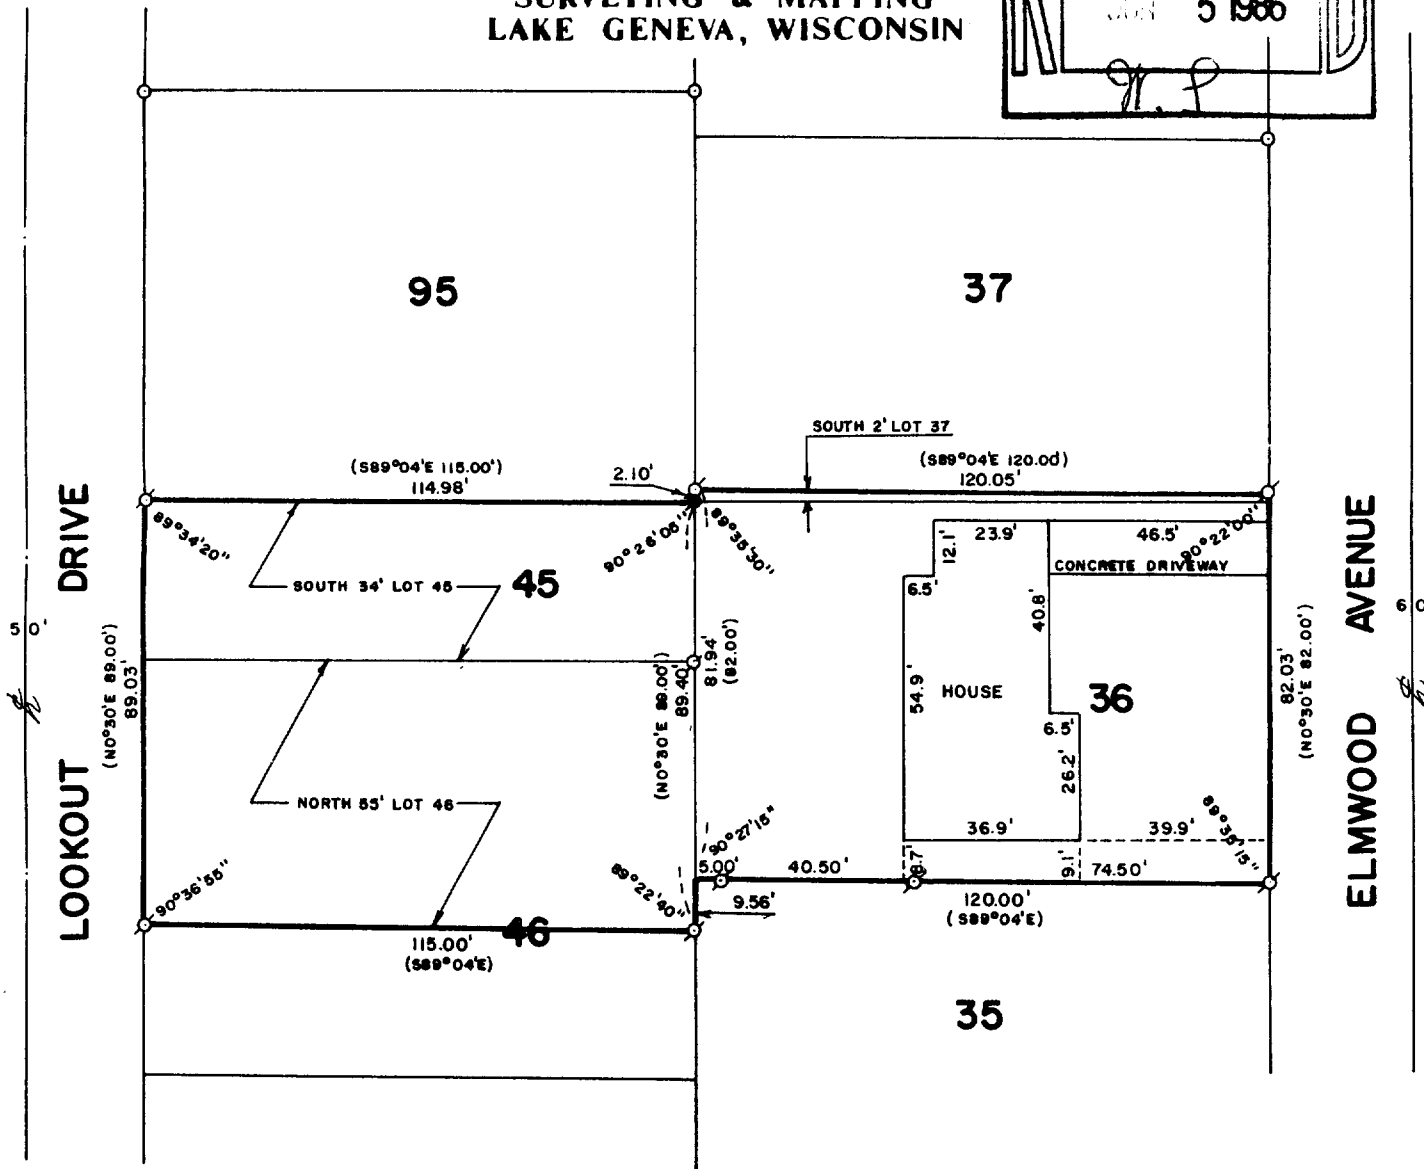 SURVEYING & MAPPING
LAKE GENEVA, WISCONSIN
JUN 5 1986
95
37
SOUTH 2' LOT 37
(S89°04'E 115.00')
114.98'
2.10'
(S89°04'E 120.00)
120.05'
89°34'20"
90°26'05"
89°35'30"
90°22'00"
23.9'
46.5'
12.1'
CONCRETE DRIVEWAY
SOUTH 34' LOT 45
45
6.5'
40.8'
LOOKOUT DRIVE
50'
(N0°30'E 89.00')
89.03'
(N0°30'E 89.00')
89.40'
81.94'
(82.00')
54.9'
HOUSE
36
6.5'
26.2'
82.03'
(N0°30'E 82.00')
ELMWOOD AVENUE
60
NORTH 55' LOT 46
90°27'15"
36.9'
39.9'
89°35'15"
90°36'55"
89°22'40"
5.00'
40.50'
8.7'
9.1'
74.50'
9.56'
120.00'
(S89°04'E)
46
115.00'
(S89°04'E)
35